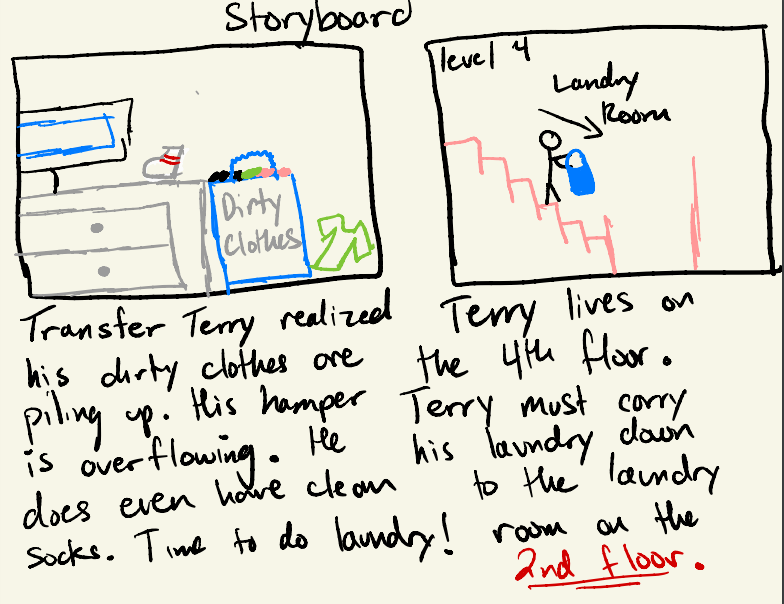 Storyboard
Dirty
Clothes
Transfer Terry realized
his dirty clothes are
piling up. His hamper
is overflowing. He
does even have clean
socks. Time to do laundry!
level 4
Landry
Room
Terry lives on
the 4th floor.
Terry must carry
his laundry down
to the laundry
room on the
2nd floor.